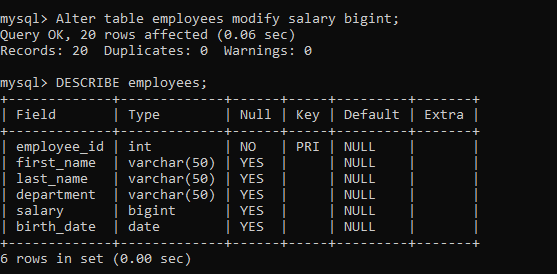 mysql> Alter table employees modify salary bigint;
Query OK, 20 rows affected (0.06 sec)
Records: 20  Duplicates: 0  Warnings: 0

mysql> DESCRIBE employees;
+-------------+-------------+------+-----+---------+-------+
| Field       | Type        | Null | Key | Default | Extra |
+-------------+-------------+------+-----+---------+-------+
| employee_id | int         | NO   | PRI | NULL    |       |
| first_name  | varchar(50) | YES  |     | NULL    |       |
| last_name   | varchar(50) | YES  |     | NULL    |       |
| department  | varchar(50) | YES  |     | NULL    |       |
| salary      | bigint      | YES  |     | NULL    |       |
| birth_date  | date        | YES  |     | NULL    |       |
+-------------+-------------+------+-----+---------+-------+
6 rows in set (0.00 sec)